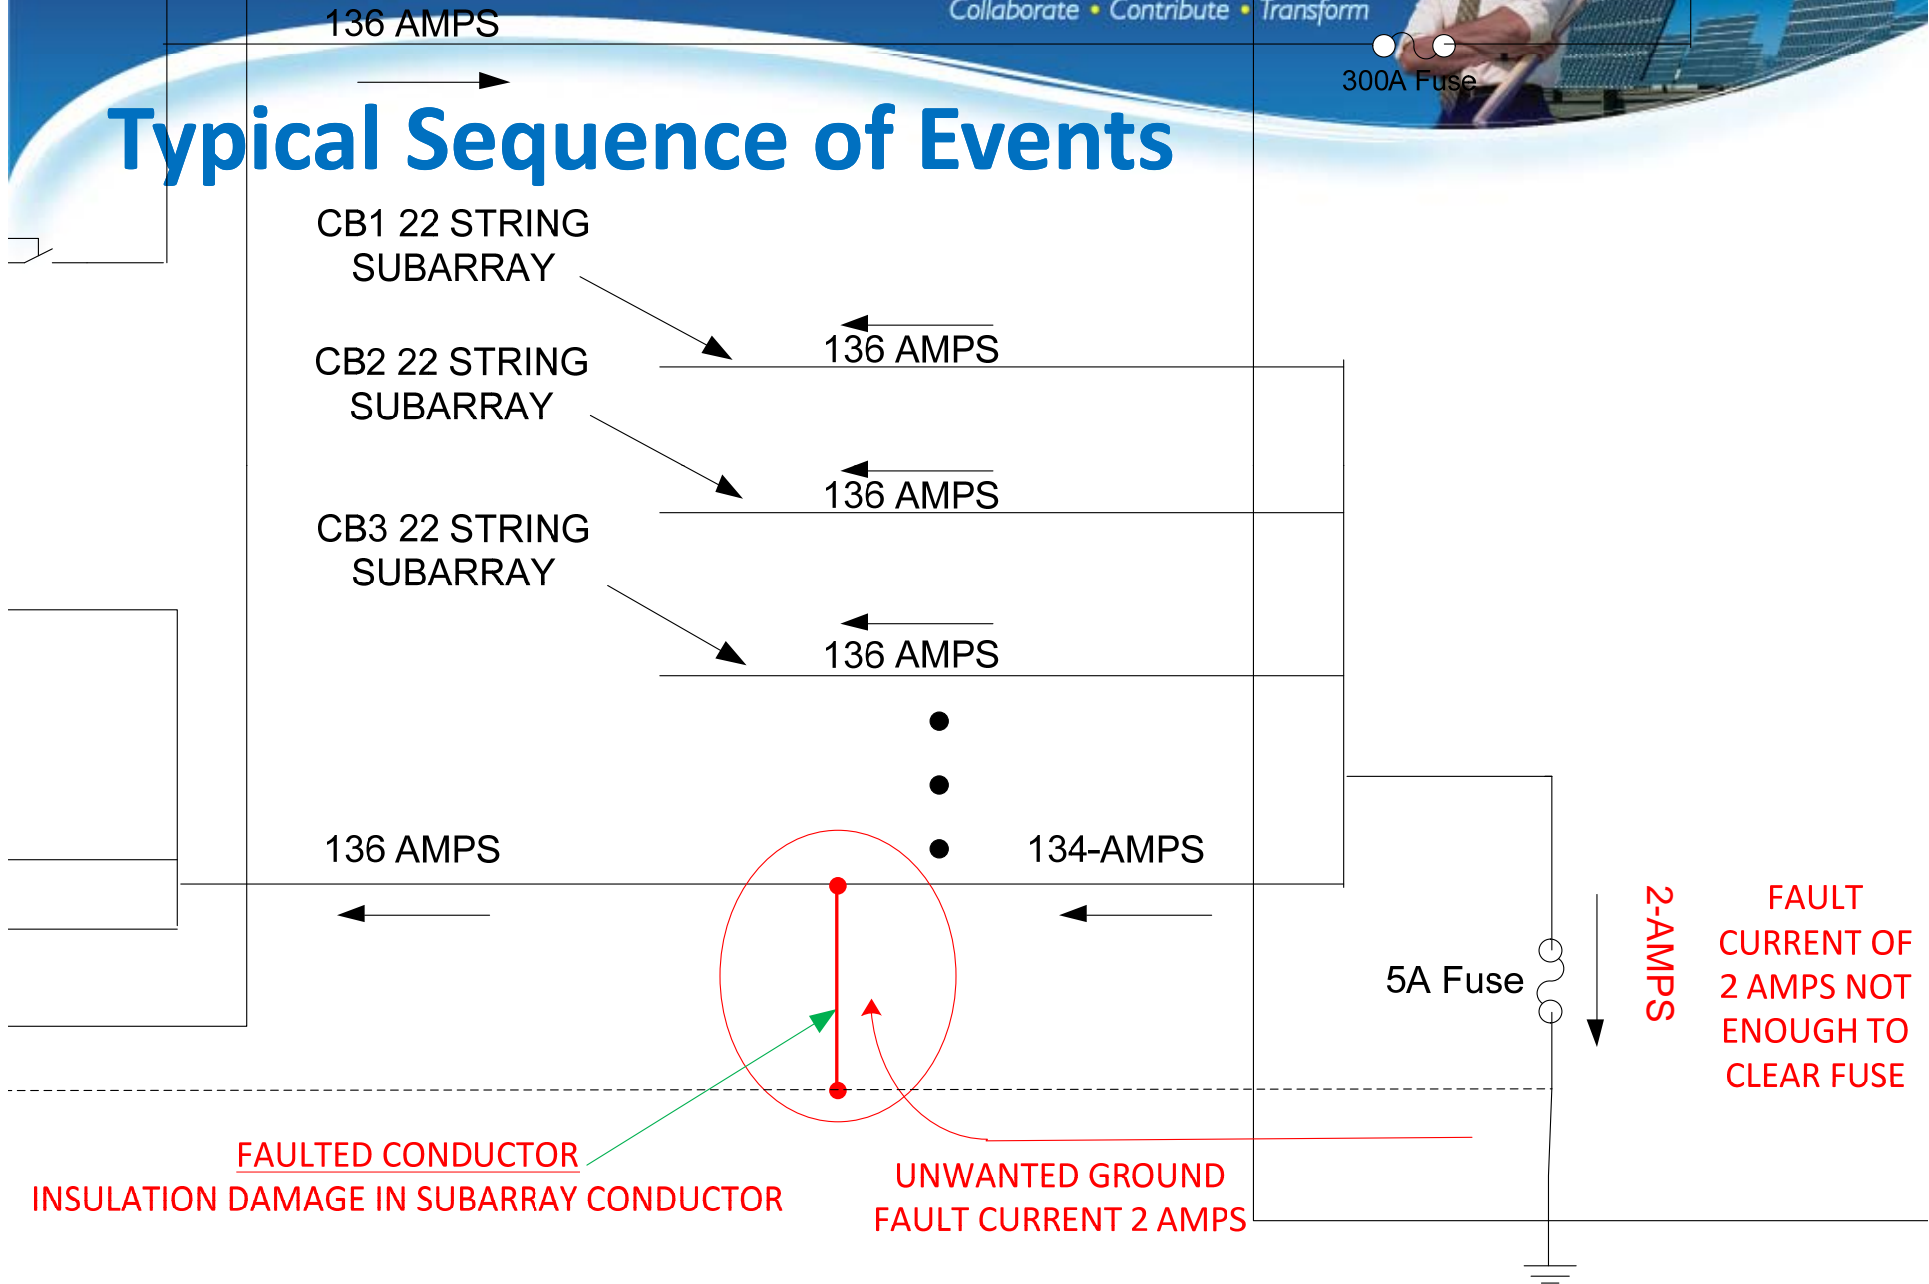 Collaborate • Contribute • Transform
136 AMPS
300A Fuse
Typical Sequence of Events
CB1 22 STRING
SUBARRAY
136 AMPS
CB2 22 STRING
SUBARRAY
136 AMPS
CB3 22 STRING
SUBARRAY
136 AMPS
136 AMPS
134-AMPS
5A Fuse
2-AMPS
FAULT
CURRENT OF
2 AMPS NOT
ENOUGH TO
CLEAR FUSE
FAULTED CONDUCTOR
INSULATION DAMAGE IN SUBARRAY CONDUCTOR
UNWANTED GROUND
FAULT CURRENT 2 AMPS